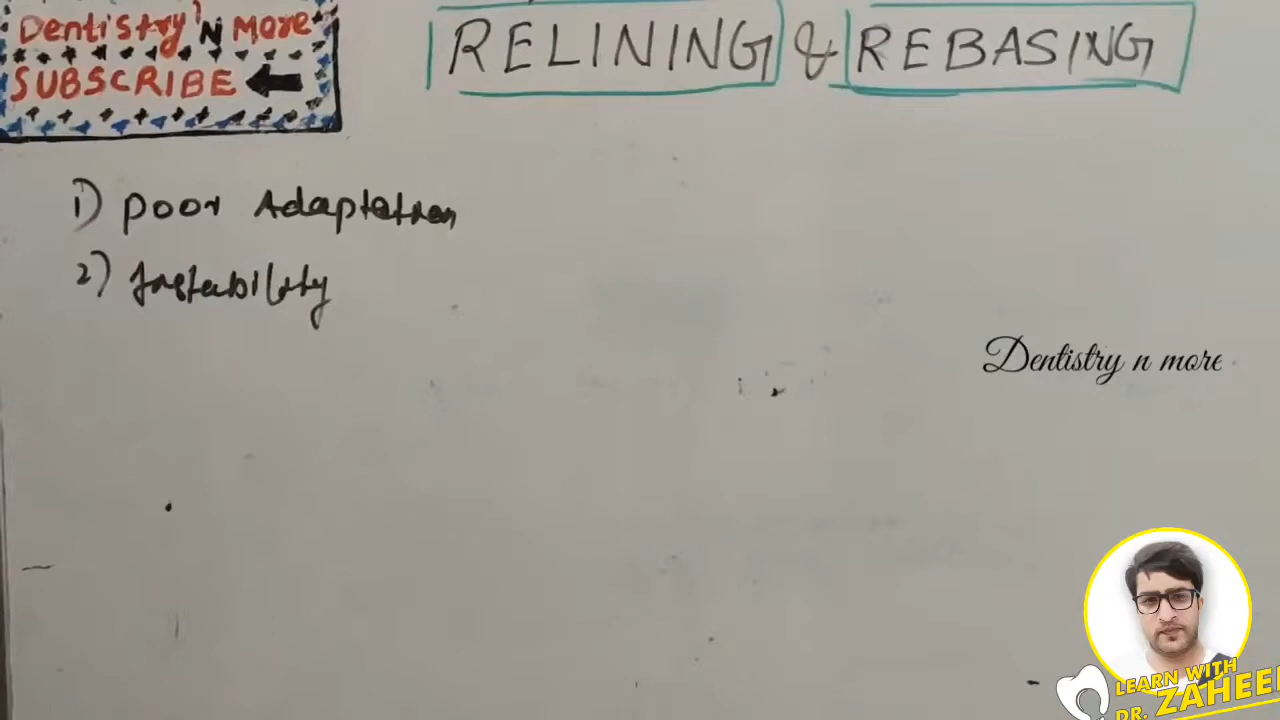 Dentistry'N More
SUBSCRIBE
RELINING & REBASING
1) Poor Adaptation
2) Instability
Dentistry n more
LEARN WITH
DR. ZAHEE